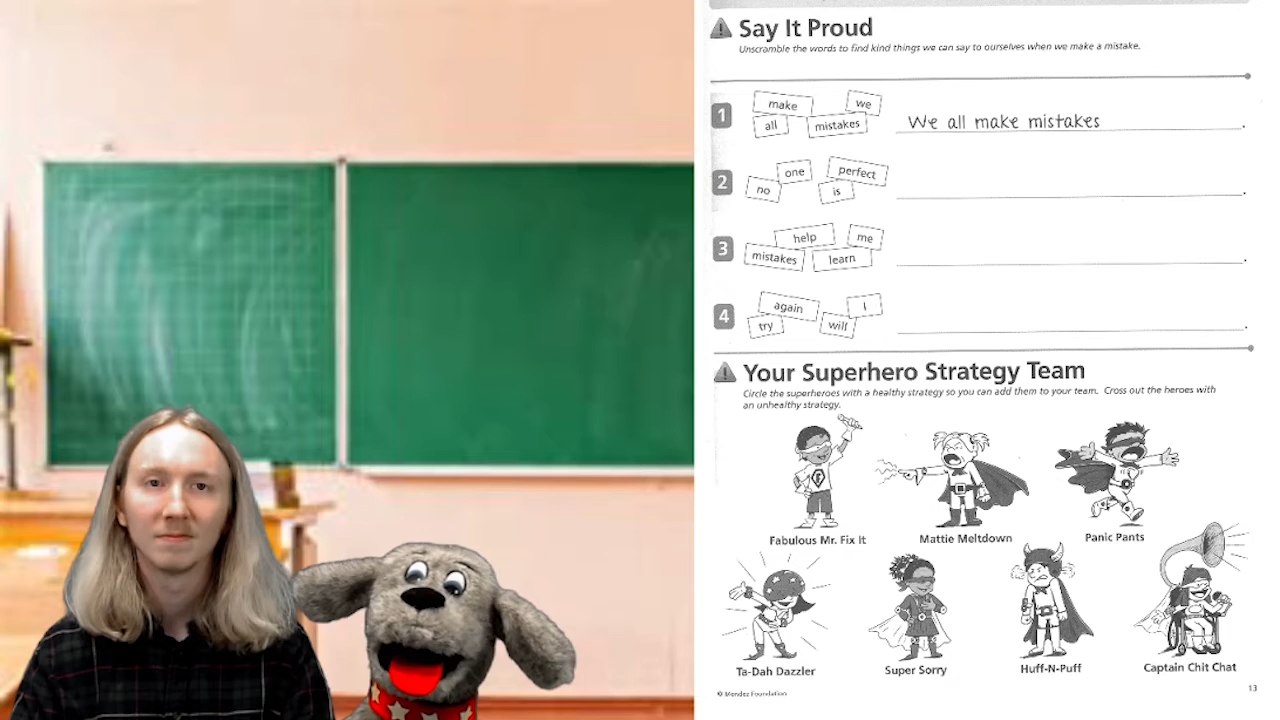 Say It Proud
Unscramble the words to find kind things we can say to ourselves when we make a mistake.
1
make
we
all
mistakes
We all make mistakes.
2
one
perfect
no
is
.
3
help
me
mistakes
learn
.
4
again
I
try
will
.
Your Superhero Strategy Team
Circle the superheroes with a healthy strategy so you can add them to your team. Cross out the heroes with
an unhealthy strategy.
Fabulous Mr. Fix It
Mattie Meltdown
Panic Pants
Ta-Dah Dazzler
Super Sorry
Huff-N-Puff
Captain Chit Chat
© Mendez Foundation
13